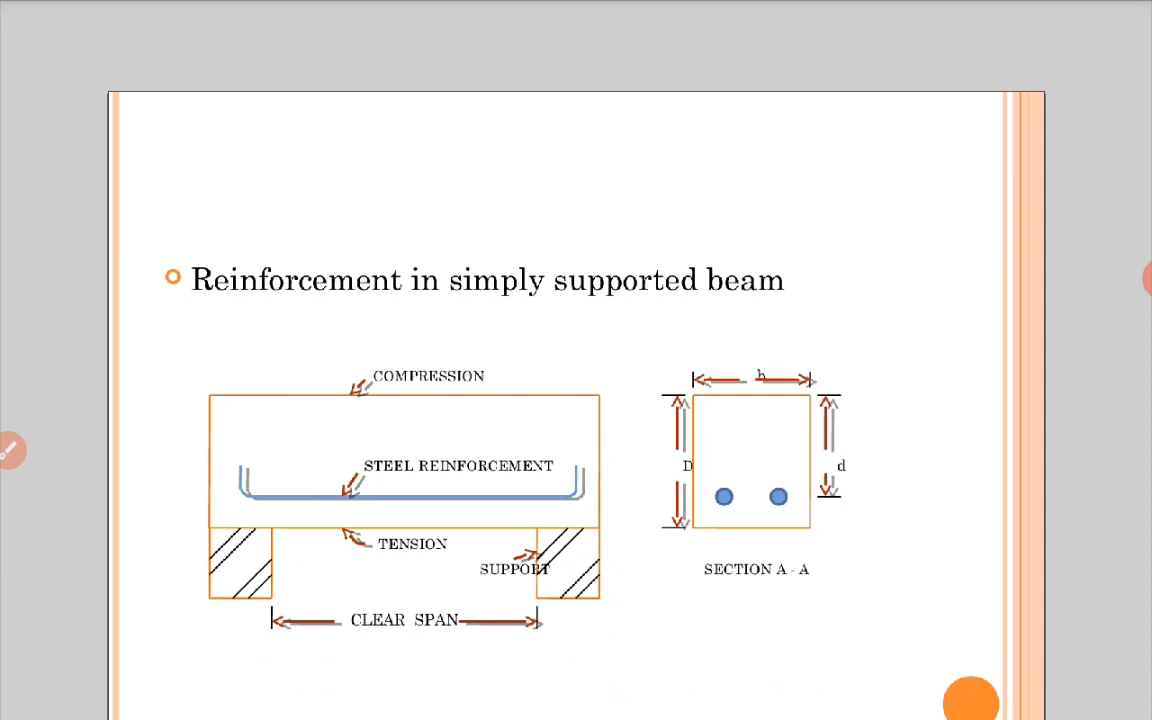 Reinforcement in simply supported beam
COMPRESSION
b
STEEL REINFORCEMENT
D
d
TENSION
SUPPORT
SECTION A - A
CLEAR SPAN